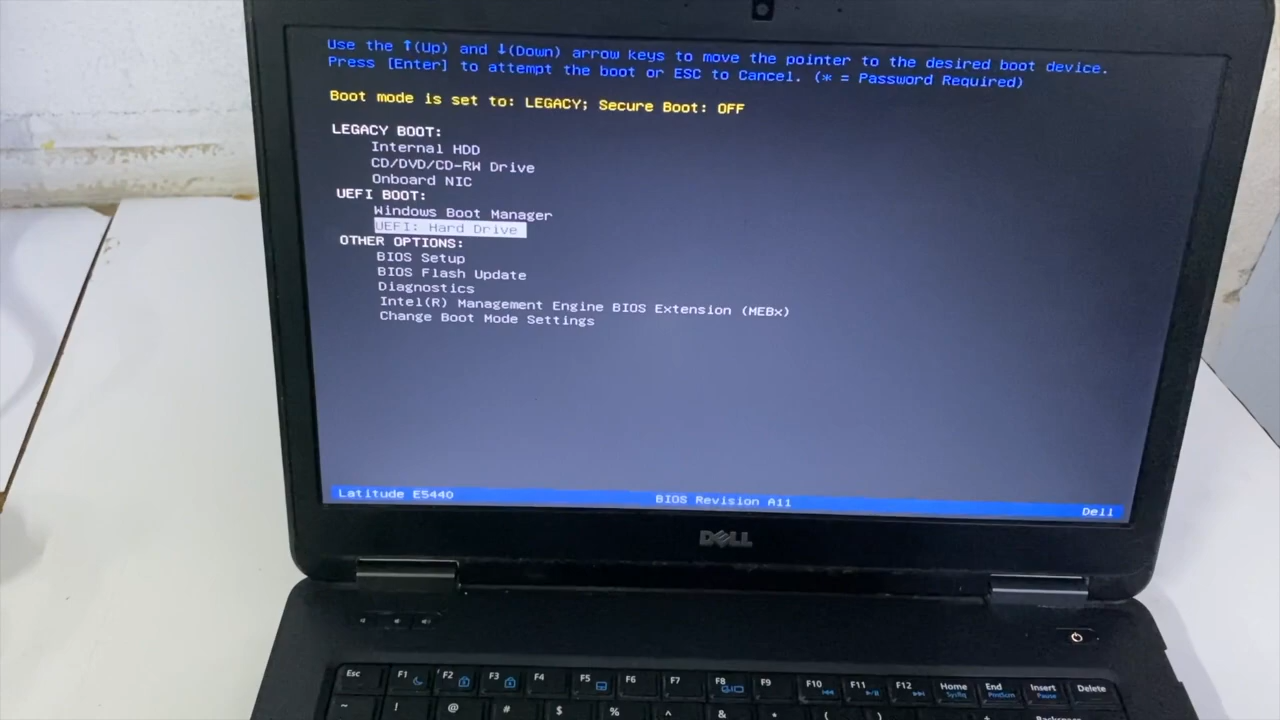 Use the ↑(Up) and ↓(Down) arrow keys to move the pointer to the desired boot device.
Press [Enter] to attempt the boot or ESC to Cancel. (* = Password Required)
Boot mode is set to: LEGACY; Secure Boot: OFF
LEGACY BOOT:
Internal HDD
CD/DVD/CD-RW Drive
Onboard NIC
UEFI BOOT:
Windows Boot Manager
UEFI: Hard Drive
OTHER OPTIONS:
BIOS Setup
BIOS Flash Update
Diagnostics
Intel(R) Management Engine BIOS Extension (MEBx)
Change Boot Mode Settings
Latitude E5440 BIOS Revision A11 Dell
DELL
Esc F1 F2 F3 F4 F5 F6 F7 F8 F9 F10 F11 F12 Home End Insert Delete
SysRq PrntScrn Pause
~ ! @ # $ % ^ & * ( )